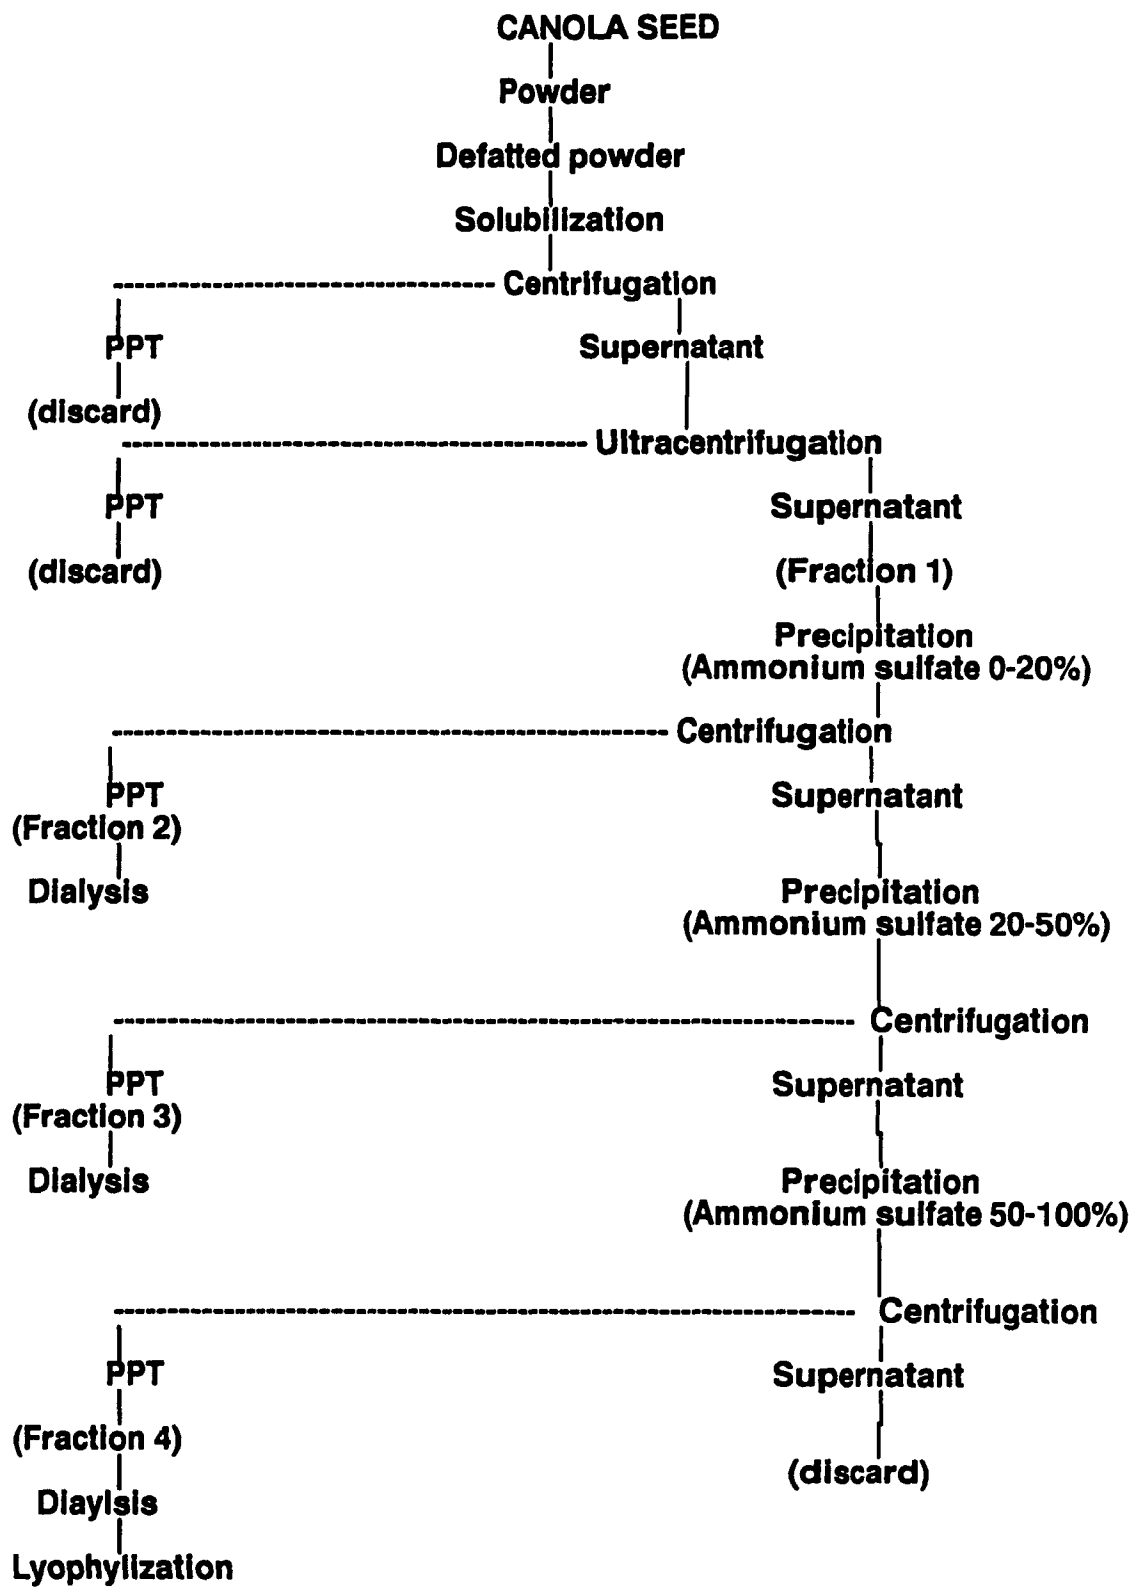 CANOLA SEED
Powder
Defatted powder
Solubilization
Centrifugation
PPT
Supernatant
(discard)
Ultracentrifugation
PPT
Supernatant
(discard)
(Fraction 1)
Precipitation
(Ammonium sulfate 0-20%)
Centrifugation
PPT
Supernatant
(Fraction 2)
Dialysis
Precipitation
(Ammonium sulfate 20-50%)
Centrifugation
PPT
Supernatant
(Fraction 3)
Dialysis
Precipitation
(Ammonium sulfate 50-100%)
Centrifugation
PPT
Supernatant
(Fraction 4)
(discard)
Diaylsis
Lyophylization